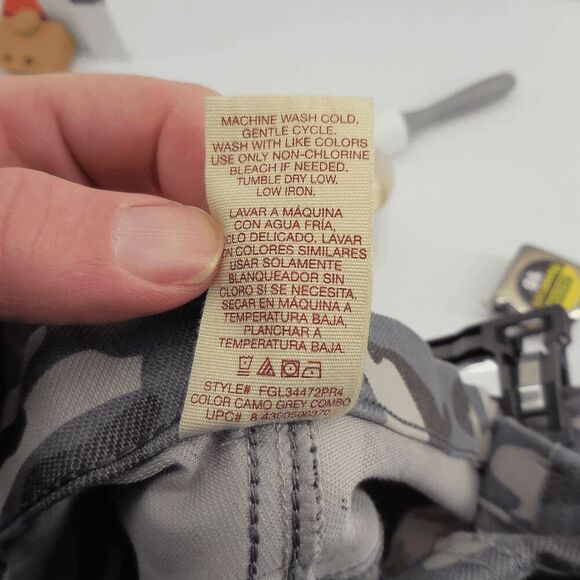 MACHINE WASH COLD,
GENTLE CYCLE.
WASH WITH LIKE COLORS
USE ONLY NON-CHLORINE
BLEACH IF NEEDED.
TUMBLE DRY LOW.
LOW IRON.
LAVAR A MÁQUINA
CON AGUA FRÍA,
DELICADO. LAVAR
COLORES SIMILARES
USAR SOLAMENTE
BLANQUEADOR SIN
CLORO SI SE NECESITA.
SECAR EN MÁQUINA A
TEMPERATURA BAJA,
PLANCHAR A
TEMPERATURA BAJA.
STYLE# FGL34472PR4
COLOR CAMO GREY COMBO
UPC#